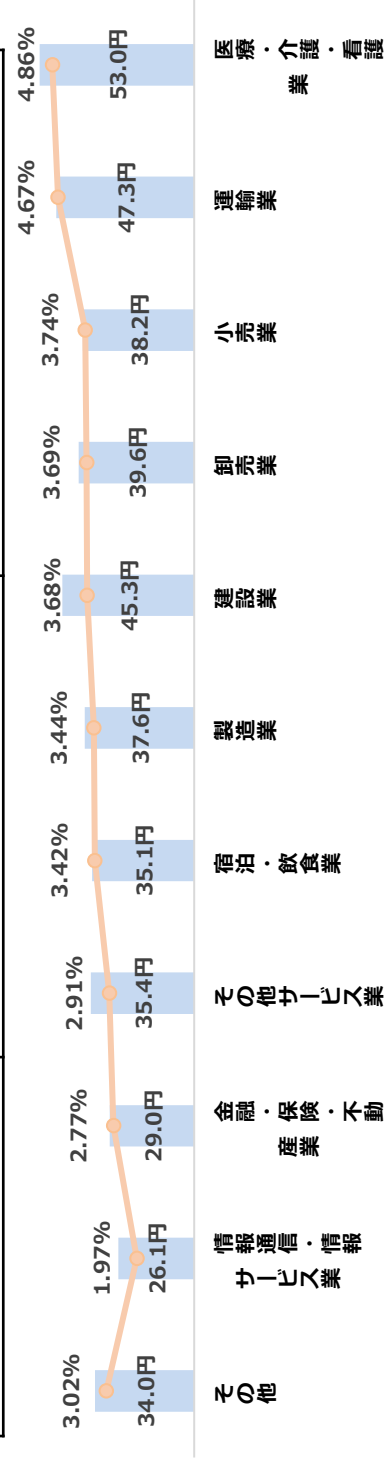 4.86%
4.67%
3.74%
3.69%
3.68%
3.44%
3.42%
2.91%
2.77%
1.97%
3.02%
53.0円
47.3円
38.2円
39.6円
45.3円
37.6円
35.1円
35.4円
29.0円
26.1円
34.0円
医療・介護・看護
業
運輸業
小売業
卸売業
建設業
製造業
宿泊・飲食業
その他サービス業
金融・保険・不動
産業
情報通信・情報
サービス業
その他